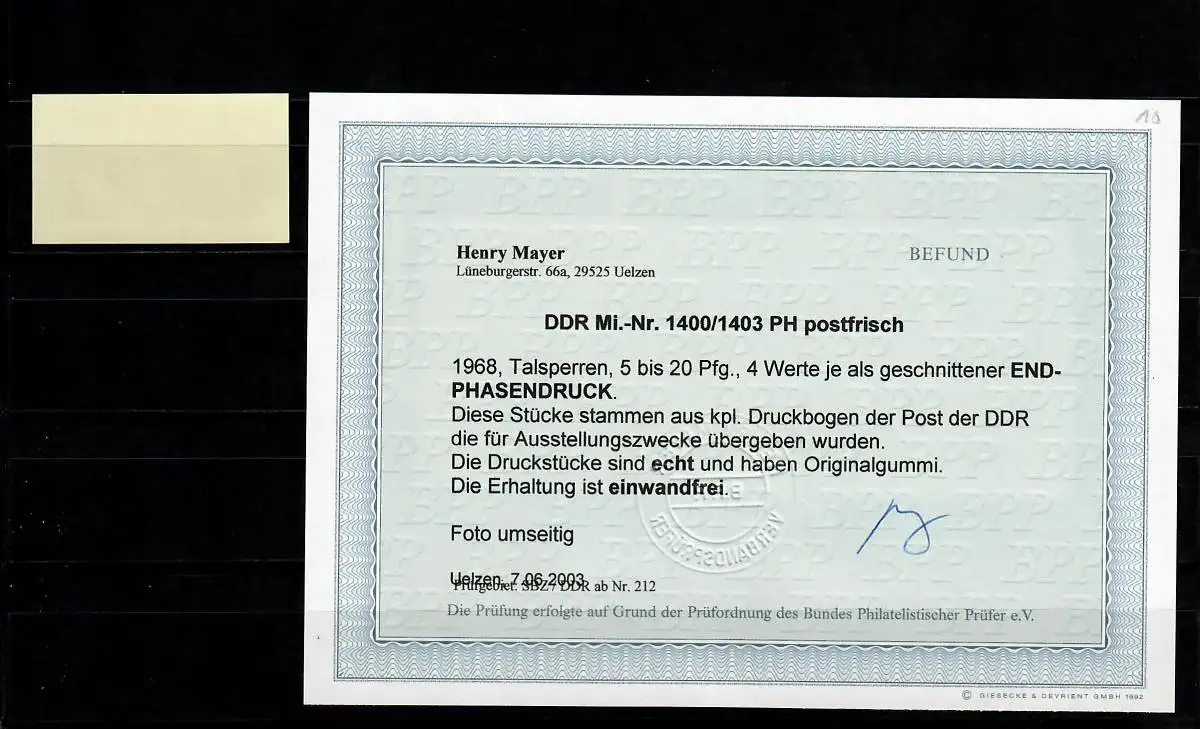 18
Henry Mayer
Lüneburgerstr. 66a, 29525 Uelzen
BEFUND
DDR Mi.-Nr. 1400/1403 PH postfrisch
1968, Talsperren, 5 bis 20 Pfg., 4 Werte je als geschnittener END-
PHASENDRUCK.
Diese Stücke stammen aus kpl. Druckbogen der Post der DDR
die für Ausstellungszwecke übergeben wurden.
Die Druckstücke sind echt und haben Originalgummi.
Die Erhaltung ist einwandfrei.
Foto umseitig
Uelzen, 7.06.2003
Prüfgebiet: SBZ / DDR ab Nr. 212
Die Prüfung erfolgte auf Grund der Prüfordnung des Bundes Philatelistischer Prüfer e.V.
© GIESECKE & DEVRIENT GMBH 1992